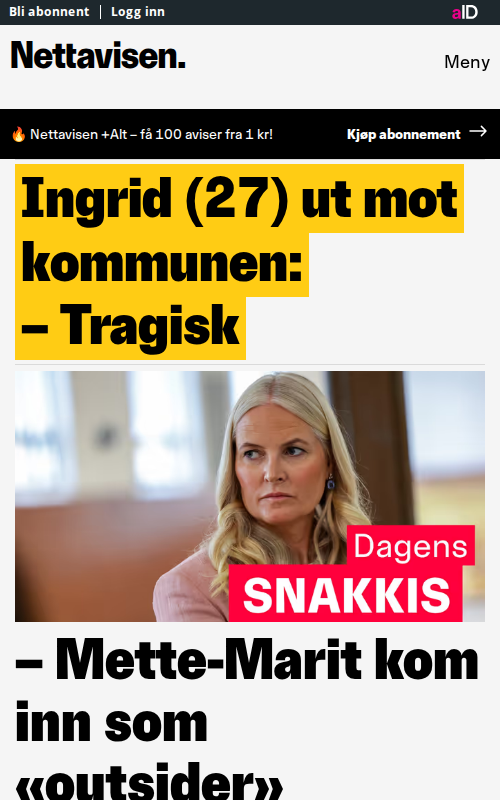 Bli abonnent | Logg inn
aID
Nettavisen.
Meny
🔥 Nettavisen +Alt – få 100 aviser fra 1 kr!
Kjøp abonnement →
Ingrid (27) ut mot
kommunen:
– Tragisk
Dagens
SNAKKIS
– Mette-Marit kom
inn som
«outsider»